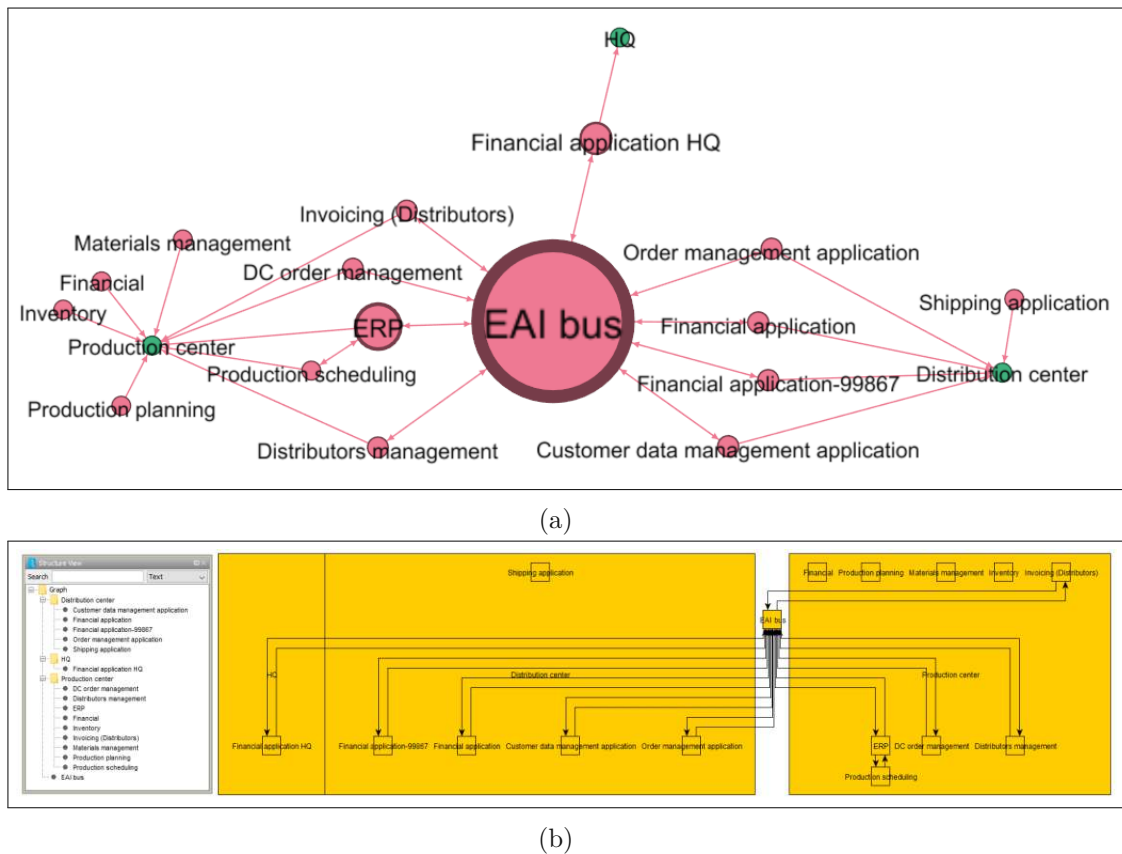 HQ
Financial application HQ
Invoicing (Distributors)
Materials management
Order management application
DC order management
Financial
Shipping application
Inventory
ERP
EAI bus
Financial application
Production center
Production scheduling
Financial application-99867
Distribution center
Production planning
Distributors management
Customer data management application
(a)
Structure View
Search
Text
Graph
Distribution center
Customer data management application
Financial application
Financial application-99867
Order management application
Shipping application
HQ
Financial application HQ
Production center
DC order management
Distributors management
ERP
Financial
Inventory
Invoicing (Distributors)
Materials management
Production planning
Production scheduling
EAI bus
Shipping application
Financial
Production planning
Materials management
Inventory
Invoicing (Distributors)
EAI bus
HQ
Distribution center
Production center
Financial application HQ
Financial application-99867
Financial application
Customer data management application
Order management application
ERP
DC order management
Distributors management
Production scheduling
(b)